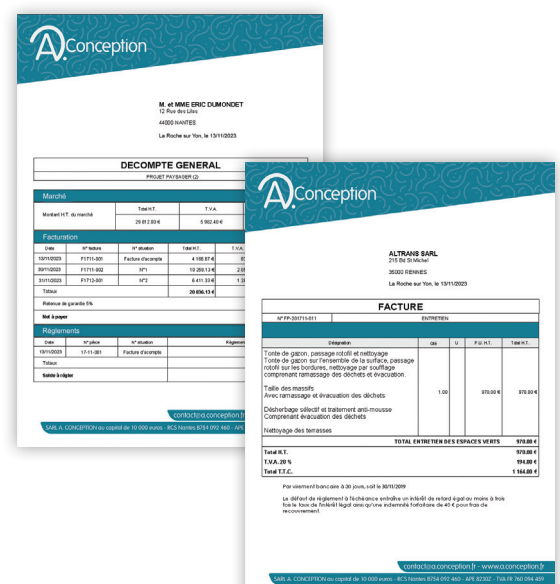 A.Conception
M. et MME ERIC DUMONDET
12 Rue des Lilas
44000 NANTES
La Roche sur Yon, le 13/11/2023
DECOMPTE GENERAL
PROJET PAYSAGER (2)
Marché
Total H.T. T.V.A.
Montant H.T. du marché
29 812.00 € 5 962.40 €
Facturation
Date N° facture N° situation Total H.T. T.V.A.
13/11/2023 F1711-001 Facture d'acompte 4 166.67 €
30/11/2023 F1711-002 N°1 10 258.13 €
31/11/2023 F1713-001 N°2 6 411.33 €
Totaux 20 836.13 €
Retenue de garantie 5%
Net à payer
Règlements
Date N° pièce N° situation
10/11/2023 17-11-001 Facture d'acompte
Totaux
Solde à régler
contact@a.conception.fr
SARL A. CONCEPTION au capital de 10 000 euros - RCS Nantes B754 092 460 - APE
A.Conception
ALTRANS SARL
215 Bd St Michel
35000 RENNES
La Roche sur Yon, le 13/11/2023
FACTURE
N° FP-201711-011 ENTRETIEN
Désignation Qté U P.U. H.T. Total H.T.
Tonte de gazon, passage rotofil et nettoyage
Tonte de gazon sur l'ensemble de la surface, passage
rotofil sur les bordures, nettoyage par soufflage
comprenant ramassage des déchets et évacuation.
Taille des massifs
Avec ramassage et évacuation des déchets 1.00 970.00 € 970.00 €
Désherbage sélectif et traitement anti-mousse
Comprenant évacuation des déchets
Nettoyage des terrasses
TOTAL ENTRETIEN DES ESPACES VERTS 970.00 €
Total H.T. 970.00 €
T.V.A. 20 % 194.00 €
Total T.T.C. 1 164.00 €
Par virement bancaire à 30 jours, soit le 30/11/2019
Le défaut de règlement à l'échéance entraîne un intérêt de retard égal au moins à trois
fois le taux de l'intérêt légal ainsi qu'une indemnité forfaitaire de 40 € pour frais de
recouvrement.
contact@a.conception.fr - www.a.conception.fr
SARL A. CONCEPTION au capital de 10 000 euros - RCS Nantes B754 092 460 - APE 8230Z - TVA FR 760 094 459